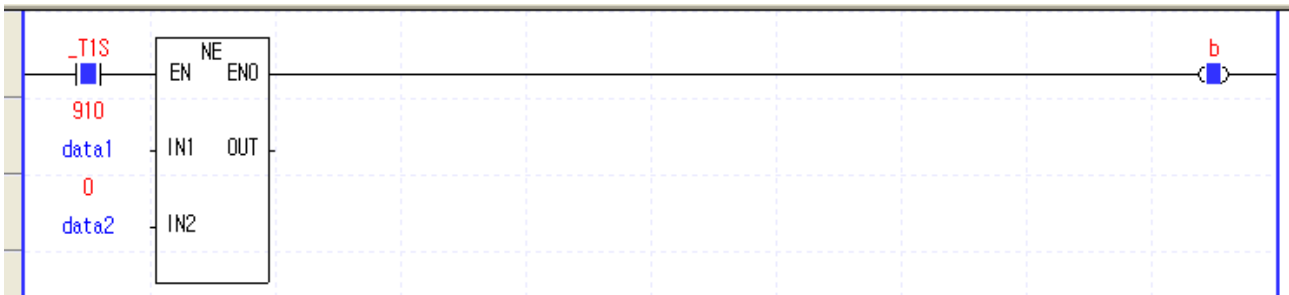 _T1S
NE
b
EN ENO
910
data1 IN1 OUT
0
data2 IN2